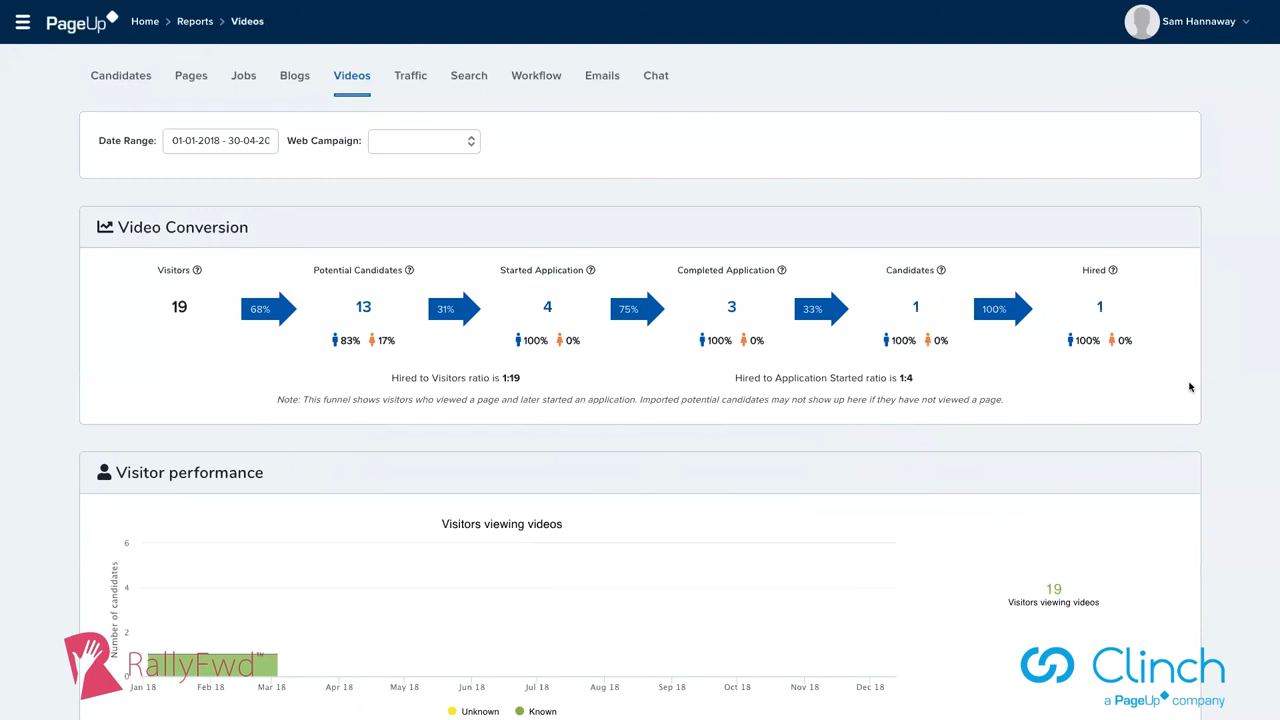 PageUp Home Reports Videos Sam Hannaway
Candidates Pages Jobs Blogs Videos Traffic Search Workflow Emails Chat
Date Range: 01-01-2018 - 30-04-20 Web Campaign:
Video Conversion
Visitors Potential Candidates Started Application Completed Application Candidates Hired
19 68% 13 31% 4 75% 3 33% 1 100% 1
83% 17% 100% 0% 100% 0% 100% 0% 100% 0%
Hired to Visitors ratio is 1:19 Hired to Application Started ratio is 1:4
Note: This funnel shows visitors who viewed a page and later started an application. Imported potential candidates may not show up here if they have not viewed a page.
Visitor performance
Visitors viewing videos
6
4
2
0
Number of candidates
19
Visitors viewing videos
RallyFwd™
Jan 18 Feb 18 Mar 18 Apr 18 May 18 Jun 18 Jul 18 Aug 18 Sep 18 Oct 18 Nov 18 Dec 18
Unknown Known
Clinch
a PageUp company